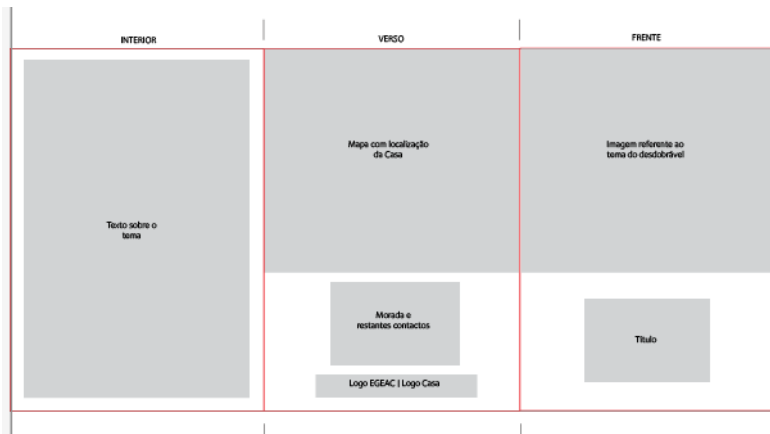 INTERIOR
VERSO
FRENTE
Texto sobre o
tema
Mapa com localização
da Casa
Morada e
restantes contactos
Logo EGEAC | Logo Casa
Imagem referente ao
tema do desdobrável
Título